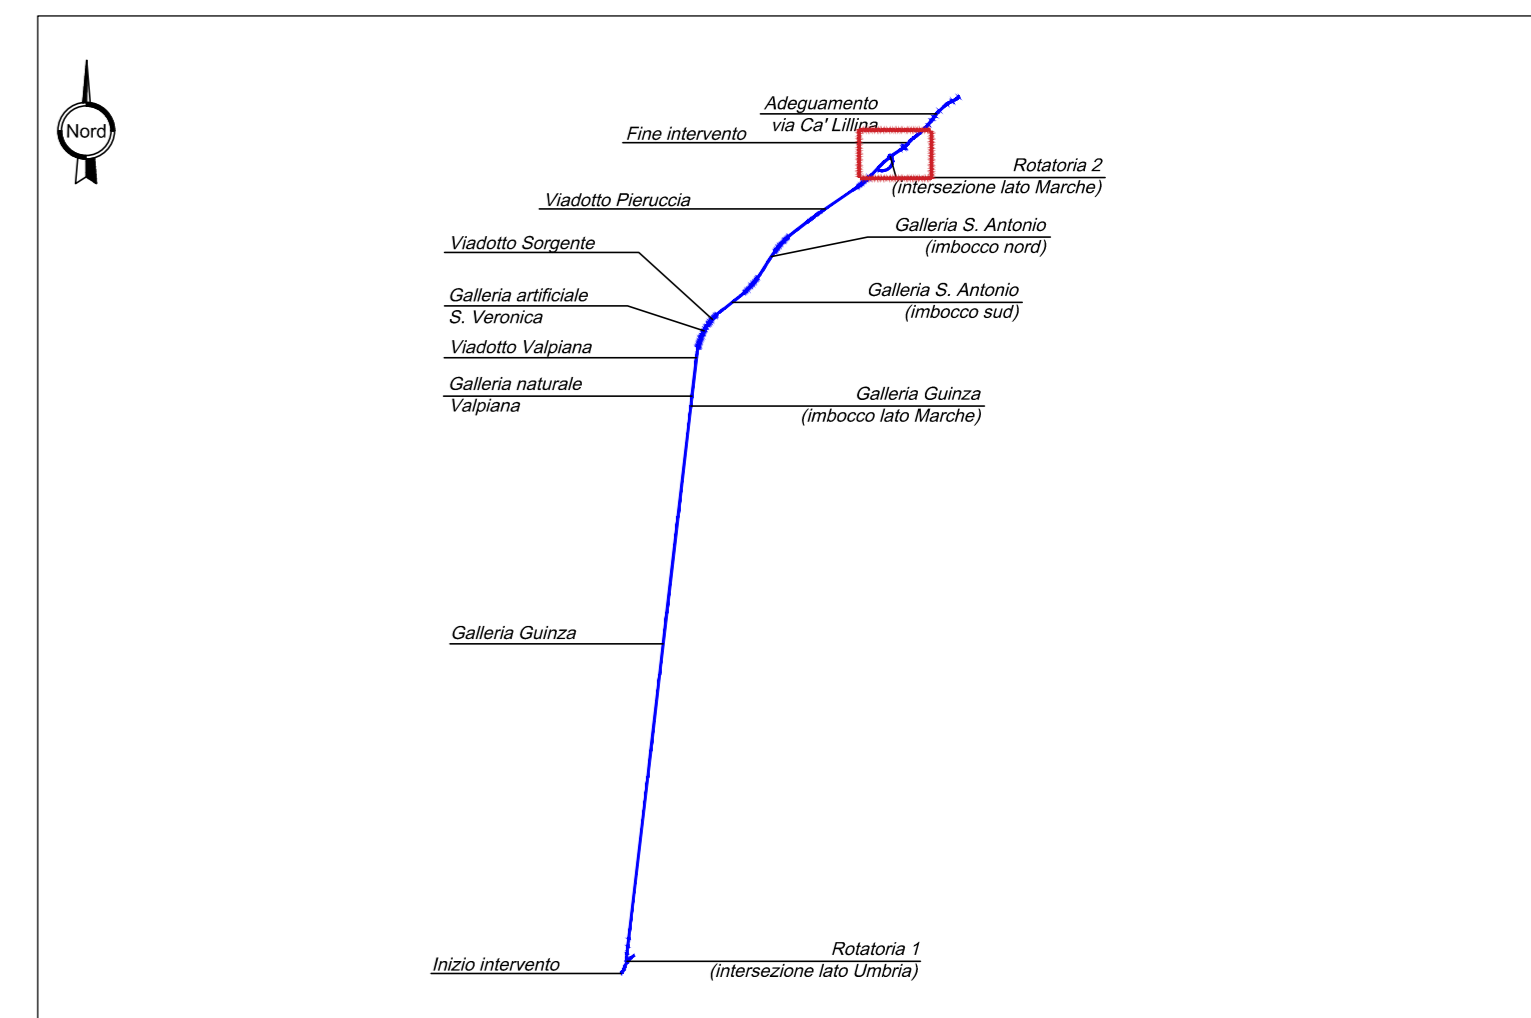 Nord
Adeguamento
via Ca' Lillina
Fine intervento
Rotatoria 2
(intersezione lato Marche)
Viadotto Pieruccia
Galleria S. Antonio
(imbocco nord)
Viadotto Sorgente
Galleria S. Antonio
(imbocco sud)
Galleria artificiale
S. Veronica
Viadotto Valpiana
Galleria naturale
Valpiana
Galleria Guinza
(imbocco lato Marche)
Galleria Guinza
Rotatoria 1
(intersezione lato Umbria)
Inizio intervento